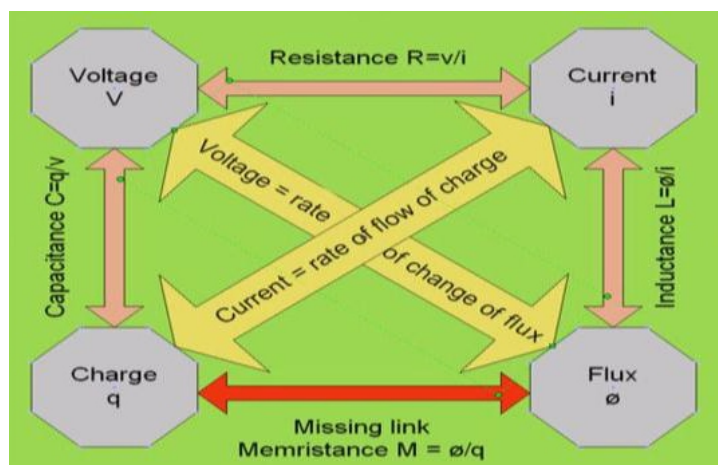 Voltage
V
Resistance R=v/i
Current
i
Voltage = rate
of change of flux
Current = rate of flow of charge
Capacitance C=q/v
Inductance L=ø/i
Charge
q
Flux
ø
Missing link
Memristance M = ø/q